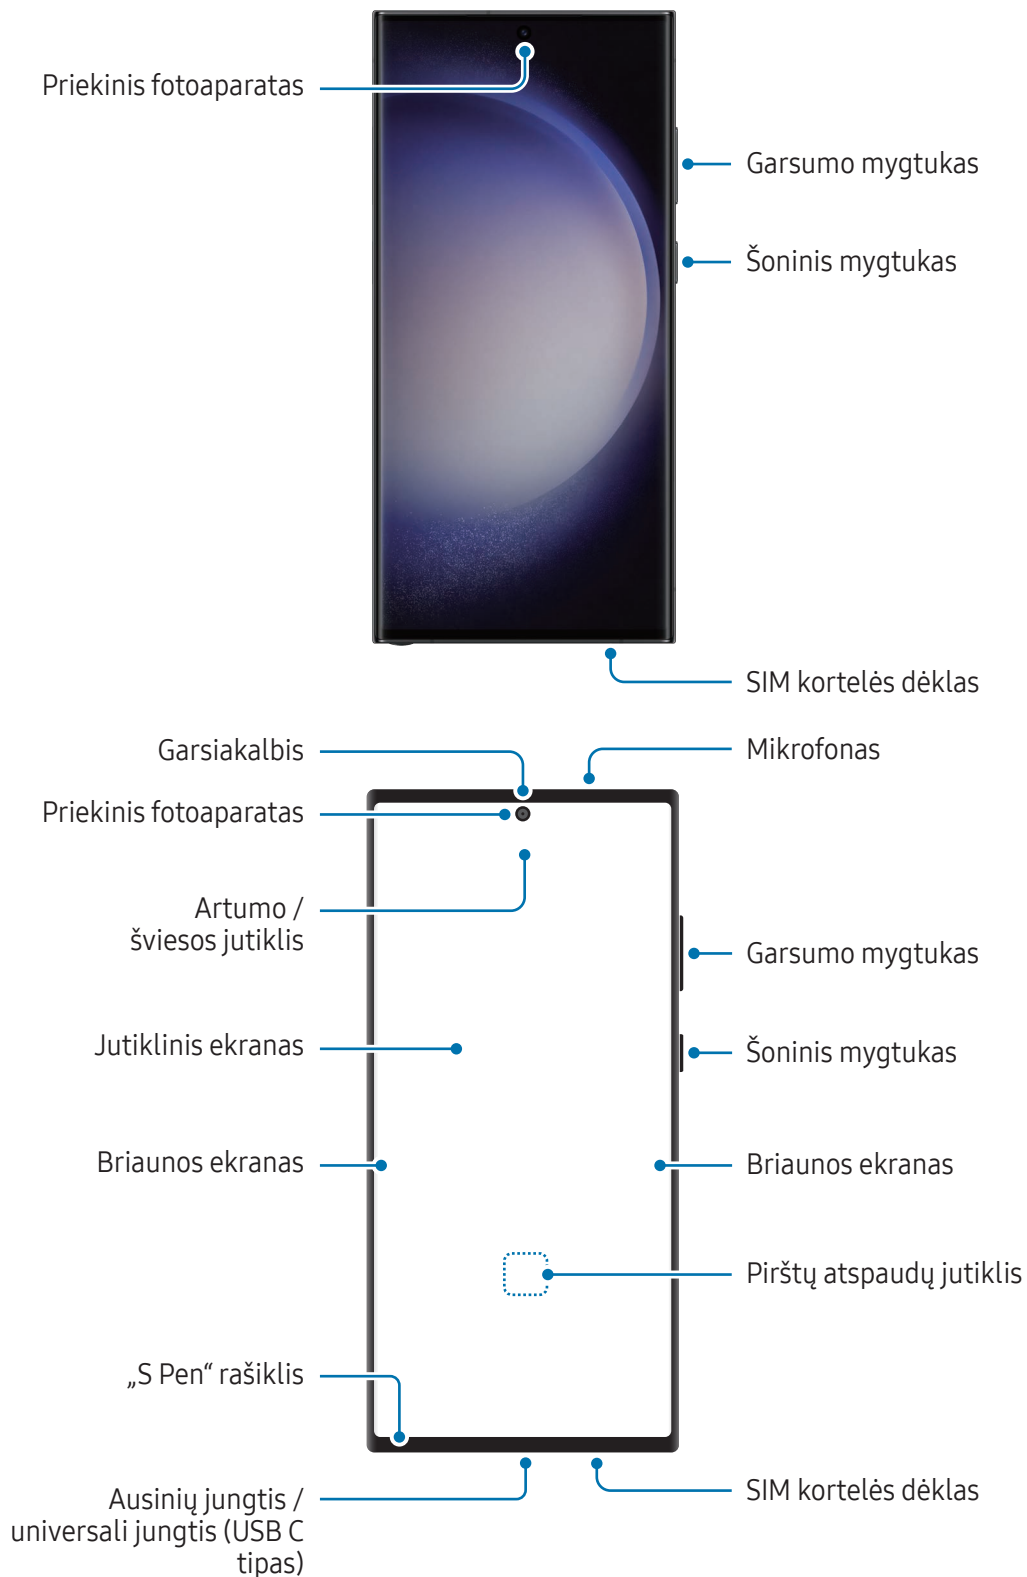 Priekinis fotoaparatas
Garsumo mygtukas
Šoninis mygtukas
SIM kortelės dėklas
Garsiakalbis
Mikrofonas
Priekinis fotoaparatas
Artumo /
šviesos jutiklis
Garsumo mygtukas
Jutiklinis ekranas
Šoninis mygtukas
Briaunos ekranas
Briaunos ekranas
Pirštų atspaudų jutiklis
„S Pen“ rašiklis
Ausinių jungtis /
universali jungtis (USB C
tipas)
SIM kortelės dėklas